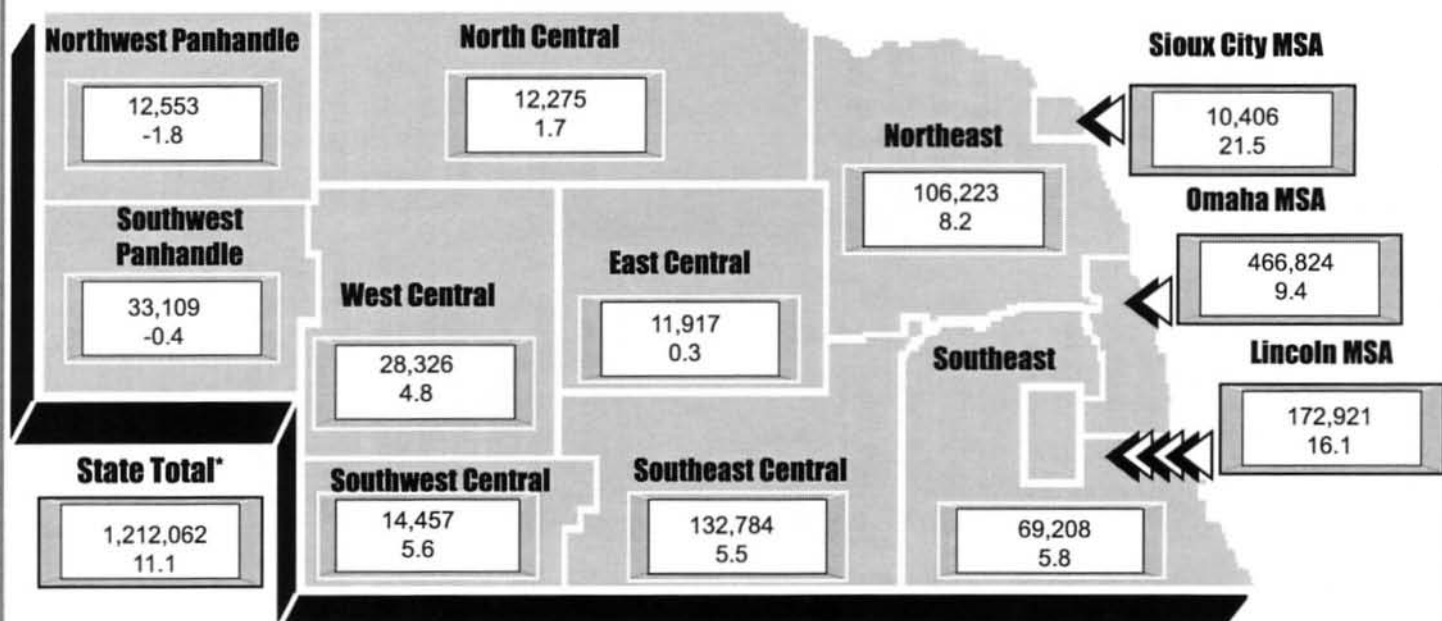 Northwest Panhandle
12,553
-1.8
North Central
12,275
1.7
Sioux City MSA
10,406
21.5
Northeast
106,223
8.2
Omaha MSA
466,824
9.4
Southwest
Panhandle
33,109
-0.4
West Central
28,326
4.8
East Central
11,917
0.3
Southeast
69,208
5.8
Lincoln MSA
172,921
16.1
State Total*
1,212,062
11.1
Southwest Central
14,457
5.6
Southeast Central
132,784
5.5